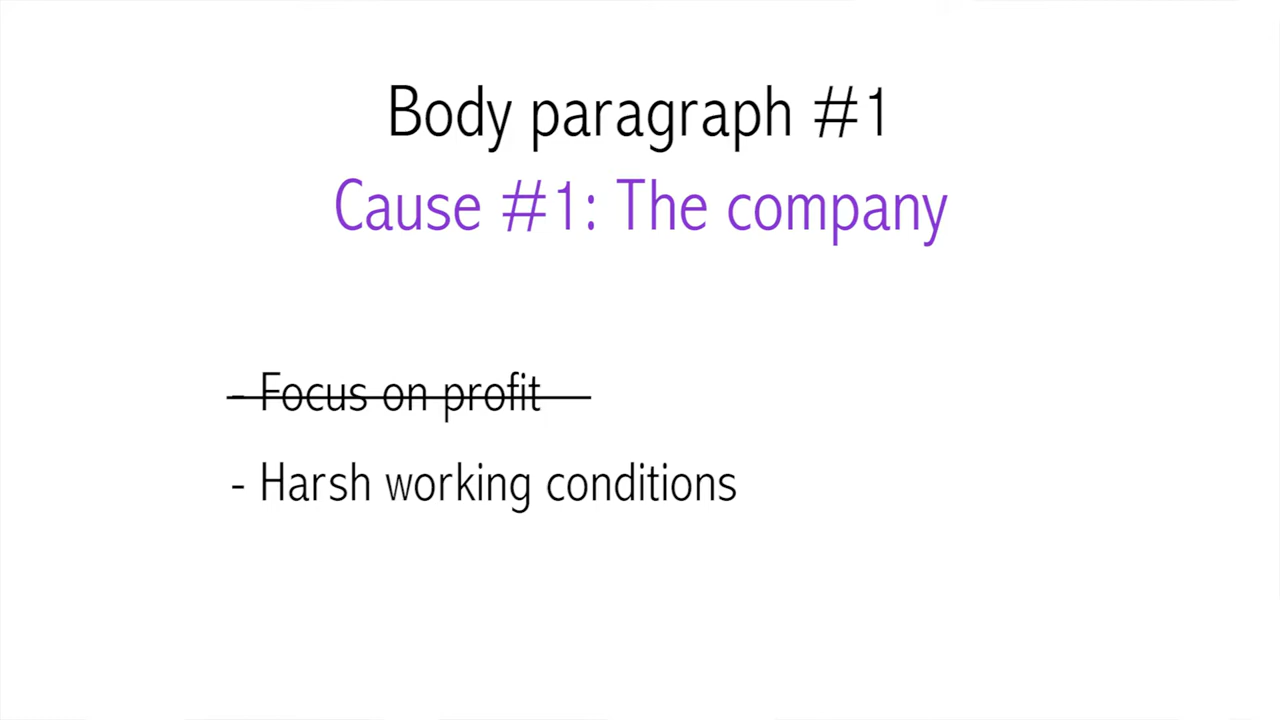 Body paragraph #1
Cause #1: The company
- Focus on profit
- Harsh working conditions